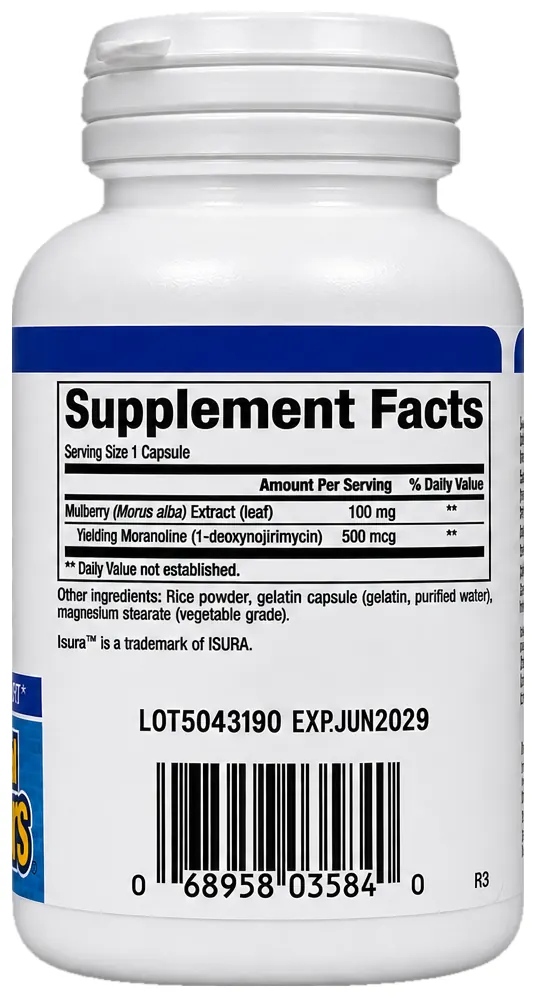 Supplement Facts
Serving Size 1 Capsule
Amount Per Serving % Daily Value
Mulberry (Morus alba) Extract (leaf) 100 mg **
Yielding Moranoline (1-deoxynojirimycin) 500 mcg **
** Daily Value not established.
Other ingredients: Rice powder, gelatin capsule (gelatin, purified water),
magnesium stearate (vegetable grade).
Isura™ is a trademark of ISURA.
LOT5043190 EXP.JUN2029
0 68958 03584 0
R3